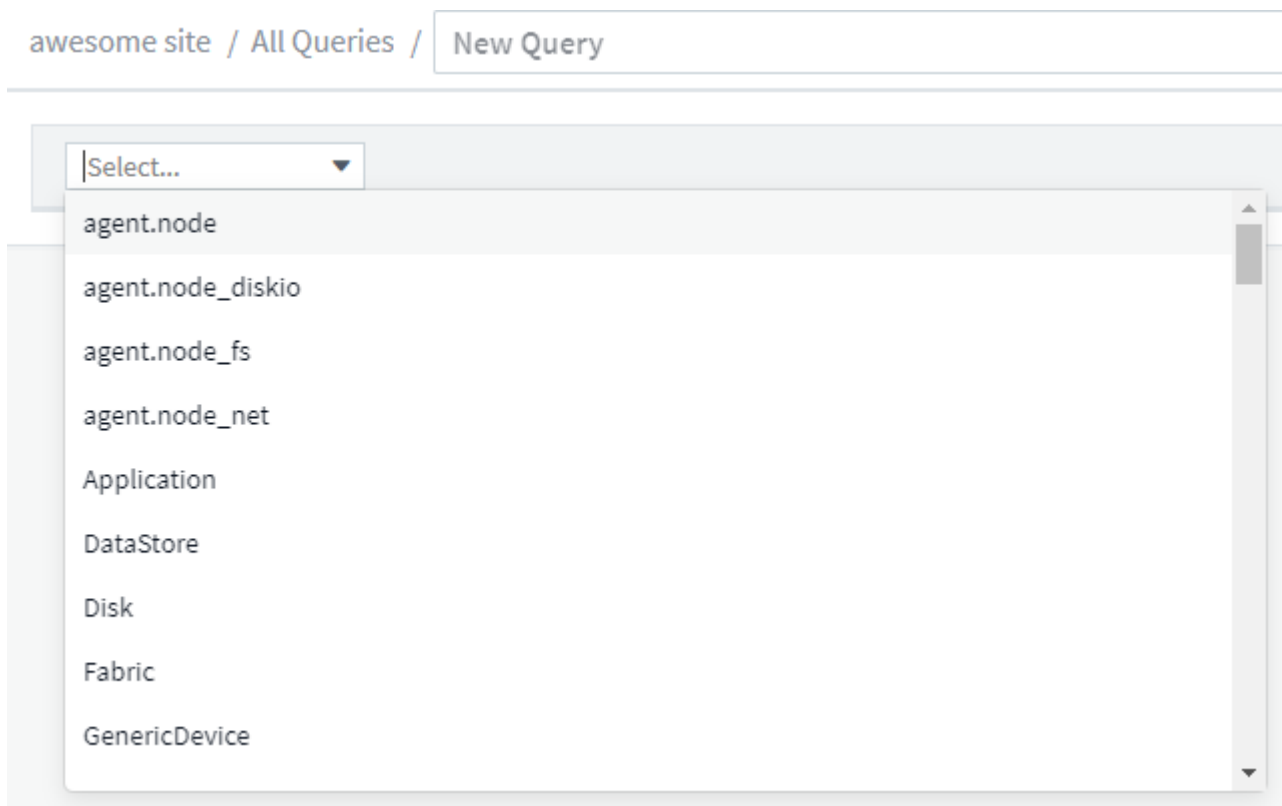 awesome site / All Queries / New Query
Select...
agent.node
agent.node_diskio
agent.node_fs
agent.node_net
Application
DataStore
Disk
Fabric
GenericDevice